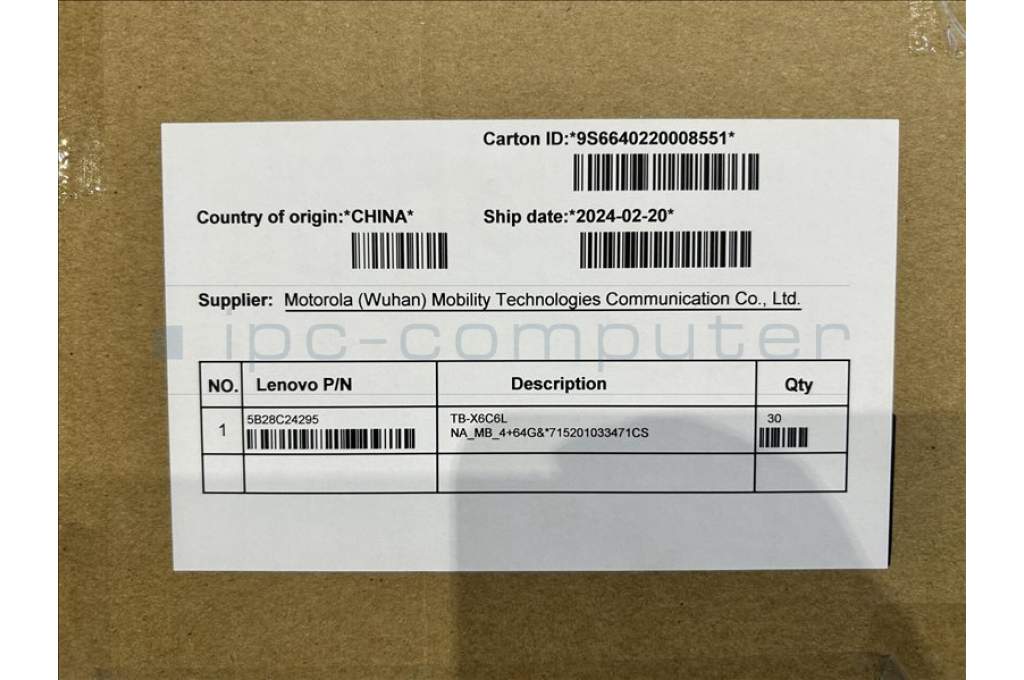 Carton ID:*9S6640220008551*
Country of origin:*CHINA*
Ship date:*2024-02-20*
Supplier: Motorola (Wuhan) Mobility Technologies Communication Co., Ltd.
ipc-computer
NO. Lenovo P/N Description Qty
1 5B28C24295 TB-X6C6L 30
NA_MB_4+64G&*715201033471CS